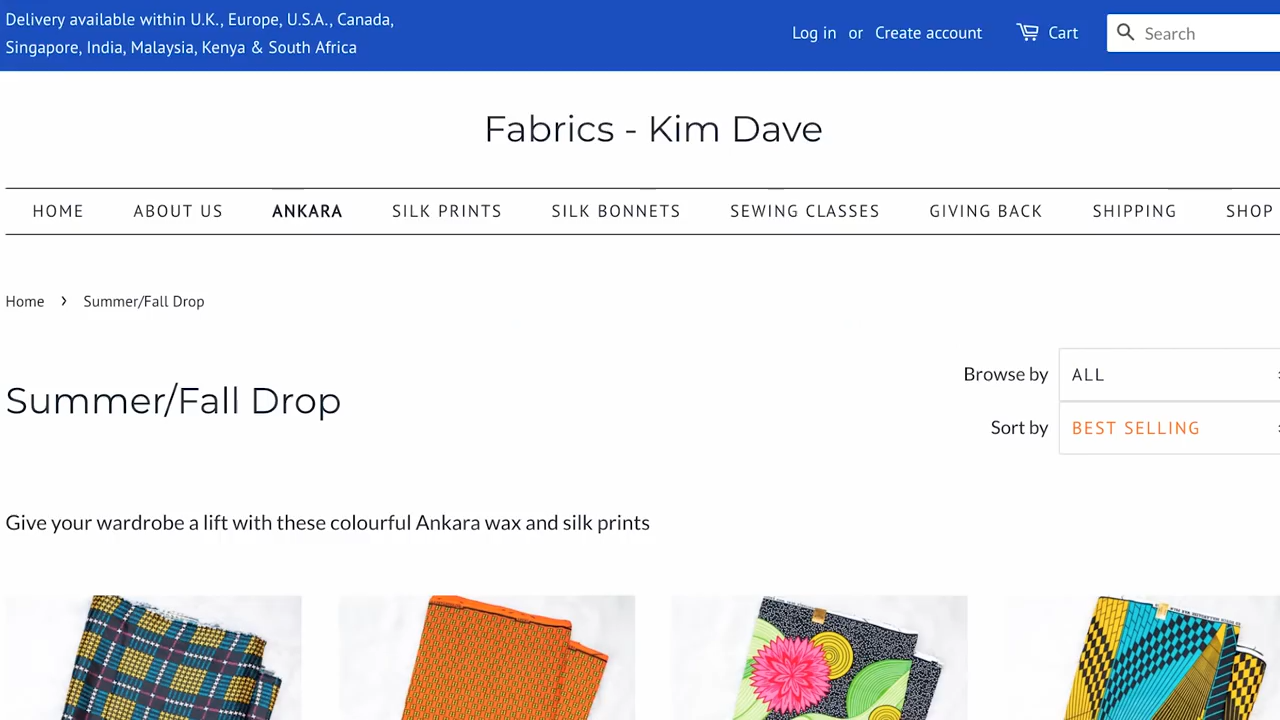 Delivery available within U.K., Europe, U.S.A., Canada,
Singapore, India, Malaysia, Kenya & South Africa
Log in or Create account Cart Search
Fabrics - Kim Dave
HOME ABOUT US ANKARA SILK PRINTS SILK BONNETS SEWING CLASSES GIVING BACK SHIPPING SHOP
Home › Summer/Fall Drop
Summer/Fall Drop
Browse by ALL
Sort by BEST SELLING
Give your wardrobe a lift with these colourful Ankara wax and silk prints